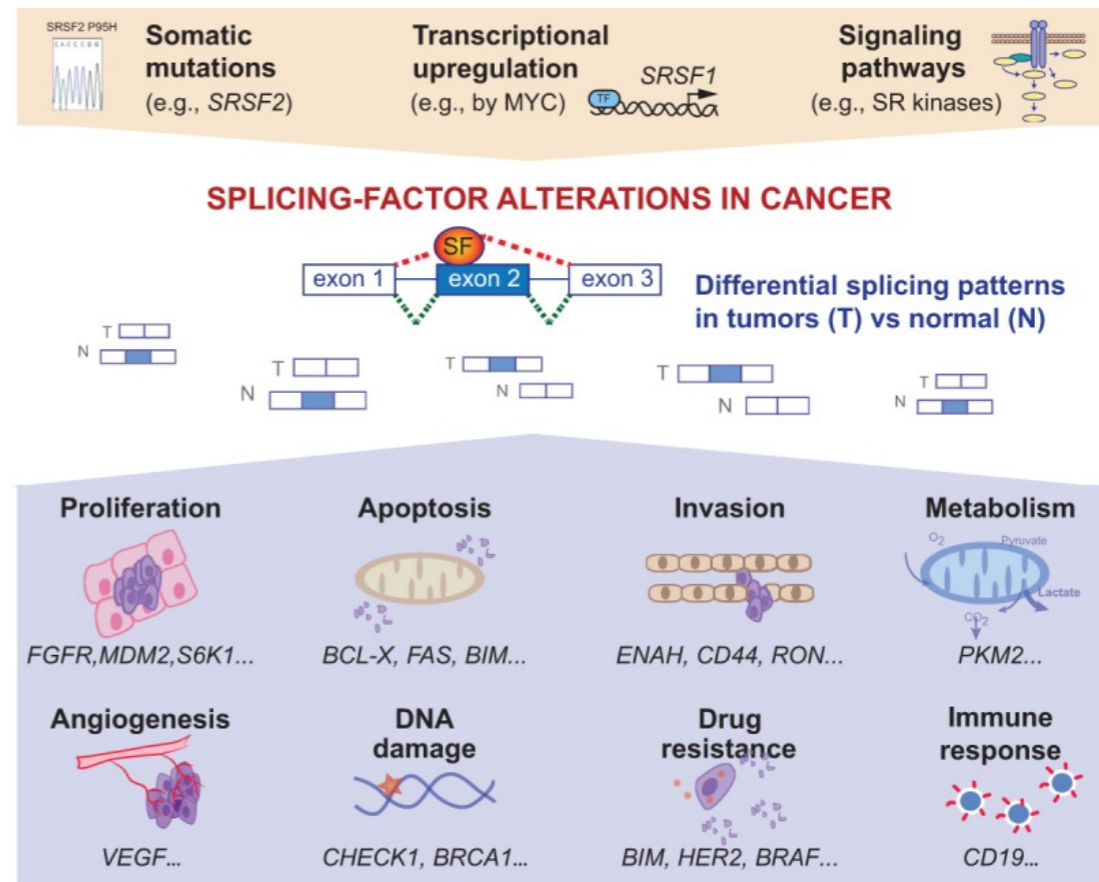 SRSF2 P95H
C A C C C G G
Somatic
mutations
(e.g., SRSF2)
Transcriptional
upregulation
(e.g., by MYC)
SRSF1
TF
Signaling
pathways
(e.g., SR kinases)
SPLICING-FACTOR ALTERATIONS IN CANCER
SF
exon 1
exon 2
exon 3
Differential splicing patterns
in tumors (T) vs normal (N)
T
N
T
N
T
N
T
N
T
N
Proliferation
FGFR,MDM2,S6K1...
Apoptosis
BCL-X, FAS, BIM...
Invasion
ENAH, CD44, RON...
Metabolism
O2
Pyruvate
Lactate
CO2
PKM2...
Angiogenesis
VEGF...
DNA
damage
CHECK1, BRCA1...
Drug
resistance
BIM, HER2, BRAF...
Immune
response
CD19...